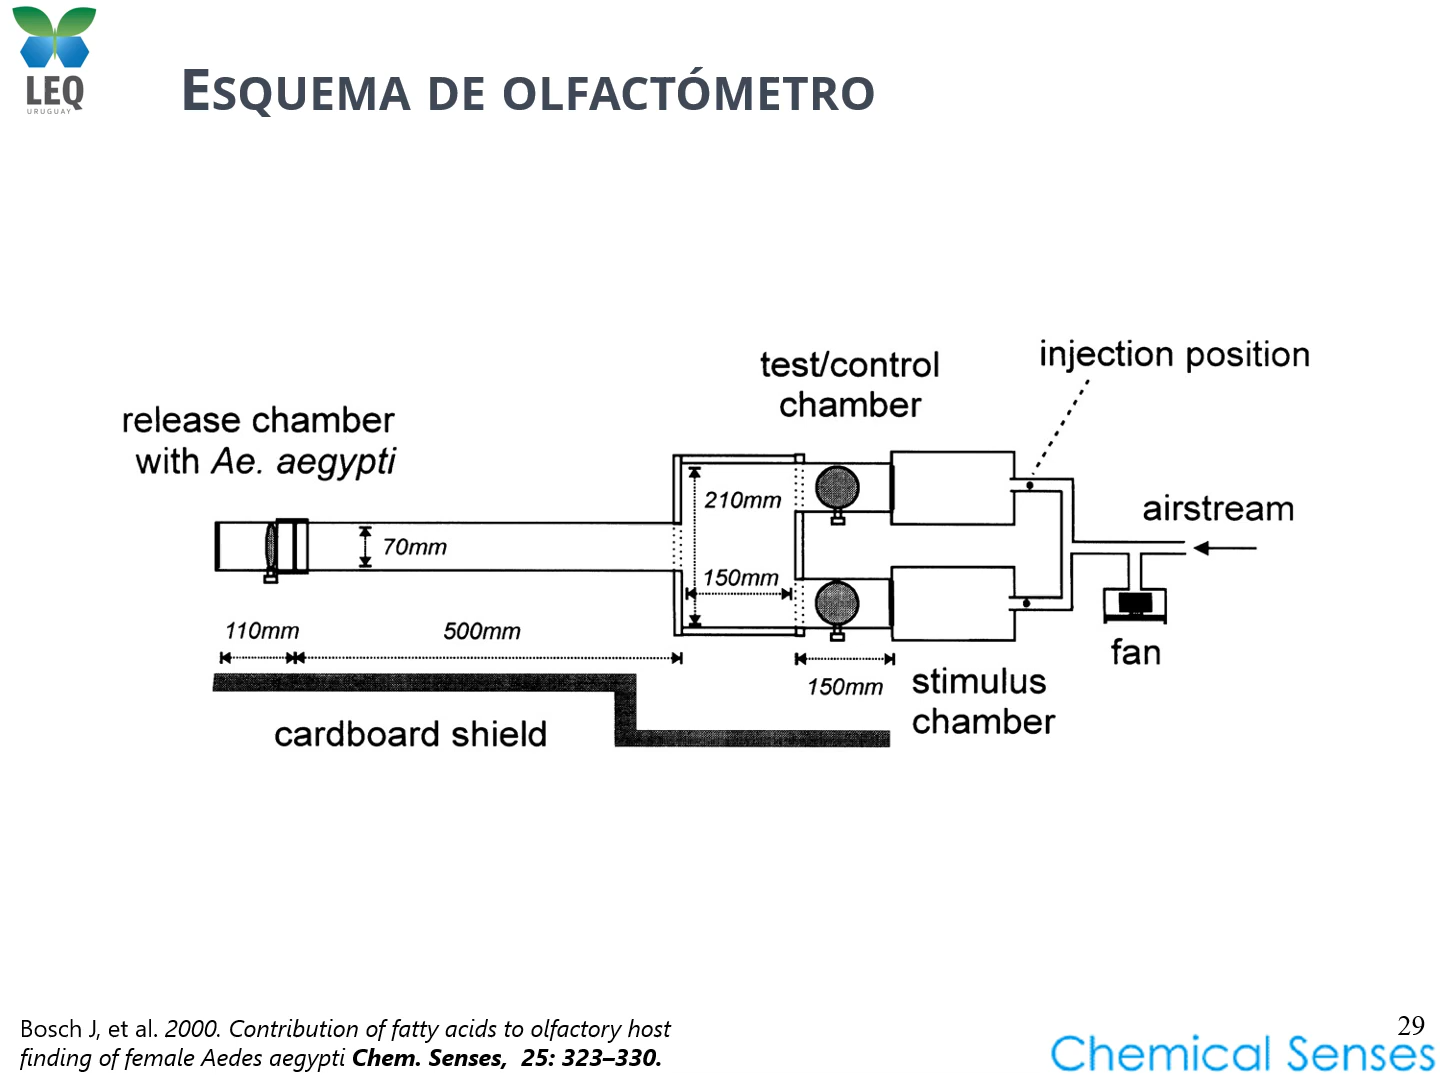 LEQ
URUGUAY
ESQUEMA DE OLFACTÓMETRO
injection position
test/control
chamber
release chamber
with Ae. aegypti
airstream
210mm
70mm
150mm
110mm
500mm
fan
150mm
stimulus
chamber
cardboard shield
Bosch J, et al. 2000. Contribution of fatty acids to olfactory host
finding of female Aedes aegypti Chem. Senses, 25: 323–330.
29
Chemical Senses